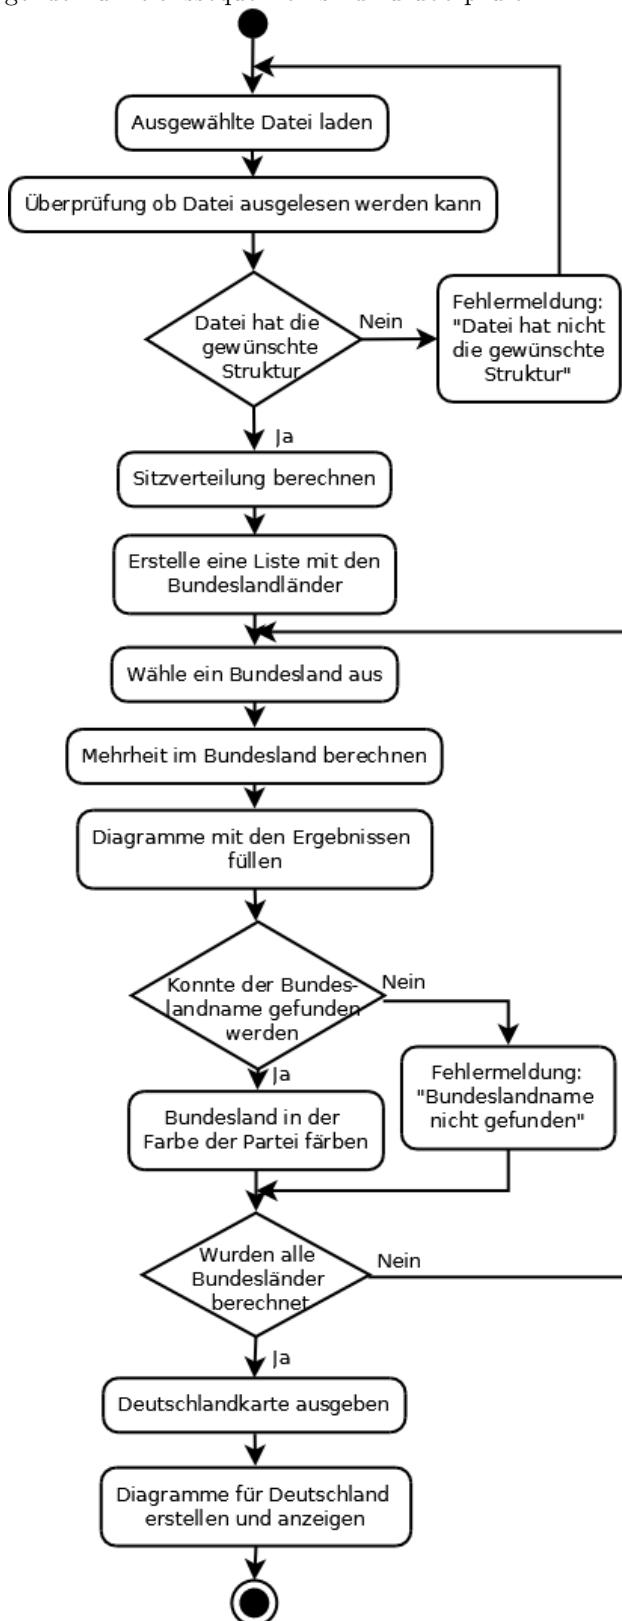 Ausgewählte Datei laden
Überprüfung ob Datei ausgelesen werden kann
Datei hat die
gewünschte
Struktur
Nein
Fehlermeldung:
"Datei hat nicht
die gewünschte
Struktur"
Ja
Sitzverteilung berechnen
Erstelle eine Liste mit den
Bundeslandländer
Wähle ein Bundesland aus
Mehrheit im Bundesland berechnen
Diagramme mit den Ergebnissen
füllen
Konnte der Bundes-
landname gefunden
werden
Nein
Fehlermeldung:
"Bundeslandname
nicht gefunden"
Ja
Bundesland in der
Farbe der Partei färben
Wurden alle
Bundesländer
berechnet
Nein
Ja
Deutschlandkarte ausgeben
Diagramme für Deutschland
erstellen und anzeigen